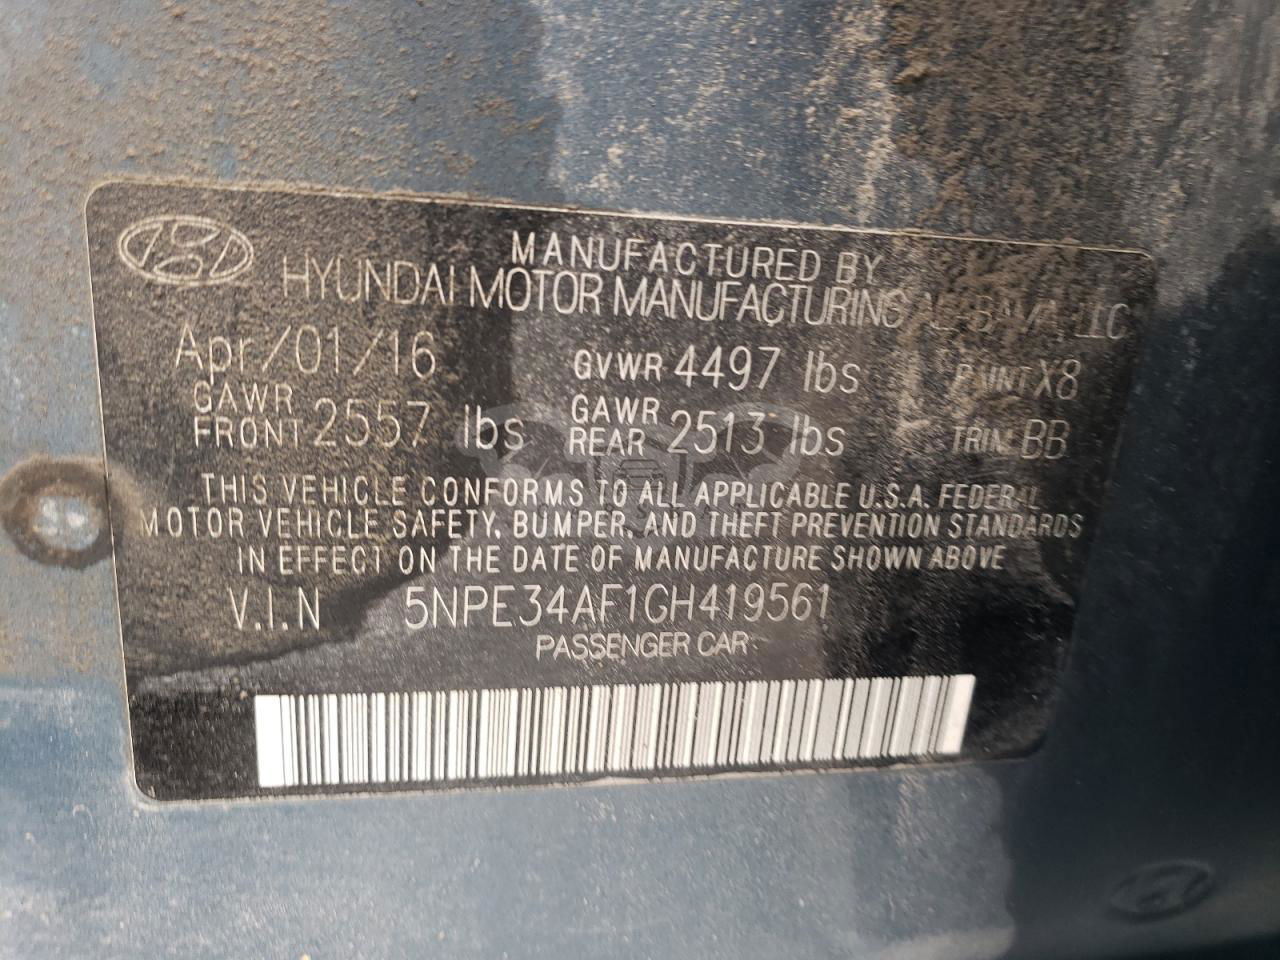 MANUFACTURED BY
HYUNDAI MOTOR MANUFACTURING ALABAMA, LLC
Apr/01/16 GVWR 4497 lbs PAINT X8
GAWR FRONT 2557 lbs GAWR REAR 2513 lbs TRIM BB
THIS VEHICLE CONFORMS TO ALL APPLICABLE U.S.A. FEDERAL
MOTOR VEHICLE SAFETY, BUMPER, AND THEFT PREVENTION STANDARDS
IN EFFECT ON THE DATE OF MANUFACTURE SHOWN ABOVE
V.I.N 5NPE34AF1GH419561
PASSENGER CAR